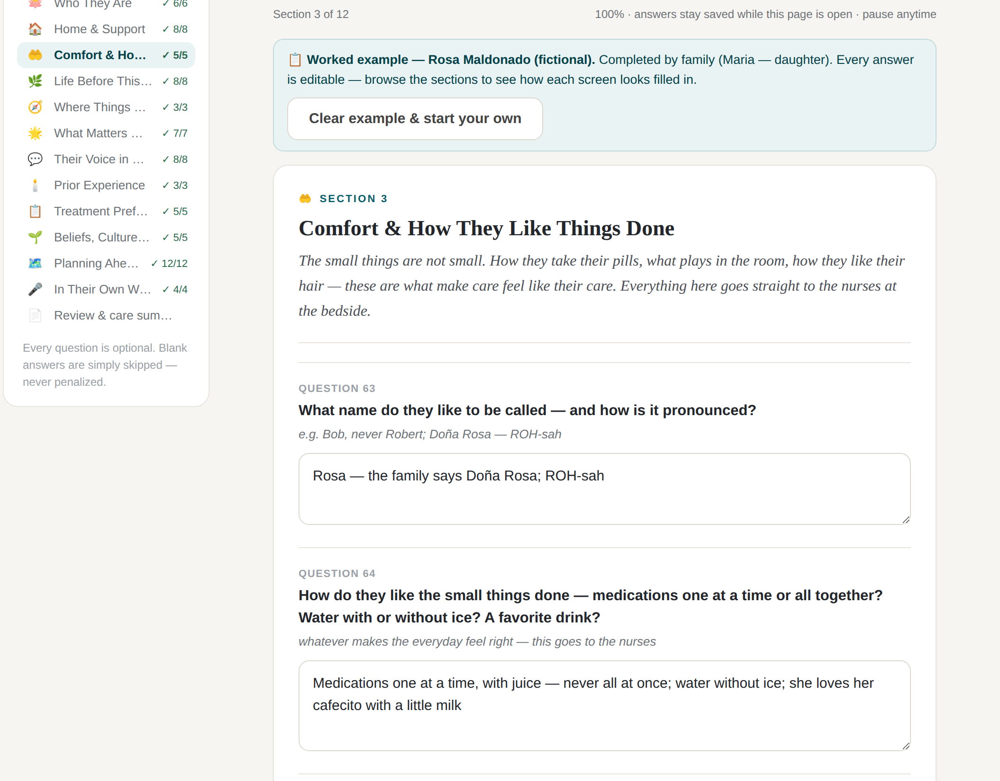 Who They Are ✓ 6/6
Home & Support ✓ 8/8
Comfort & Ho… ✓ 5/5
Life Before This… ✓ 8/8
Where Things … ✓ 3/3
What Matters … ✓ 7/7
Their Voice in … ✓ 8/8
Prior Experience ✓ 3/3
Treatment Pref… ✓ 5/5
Beliefs, Culture… ✓ 5/5
Planning Ahe… ✓ 12/12
In Their Own W… ✓ 4/4
Review & care sum…
Every question is optional. Blank
answers are simply skipped —
never penalized.
Section 3 of 12
100% · answers stay saved while this page is open · pause anytime
Worked example — Rosa Maldonado (fictional). Completed by family (Maria — daughter). Every answer
is editable — browse the sections to see how each screen looks filled in.
Clear example & start your own
SECTION 3
Comfort & How They Like Things Done
The small things are not small. How they take their pills, what plays in the room, how they like their
hair — these are what make care feel like their care. Everything here goes straight to the nurses at
the bedside.
QUESTION 63
What name do they like to be called — and how is it pronounced?
e.g. Bob, never Robert; Doña Rosa — ROH-sah
Rosa — the family says Doña Rosa; ROH-sah
QUESTION 64
How do they like the small things done — medications one at a time or all together?
Water with or without ice? A favorite drink?
whatever makes the everyday feel right — this goes to the nurses
Medications one at a time, with juice — never all at once; water without ice; she loves her
cafecito with a little milk